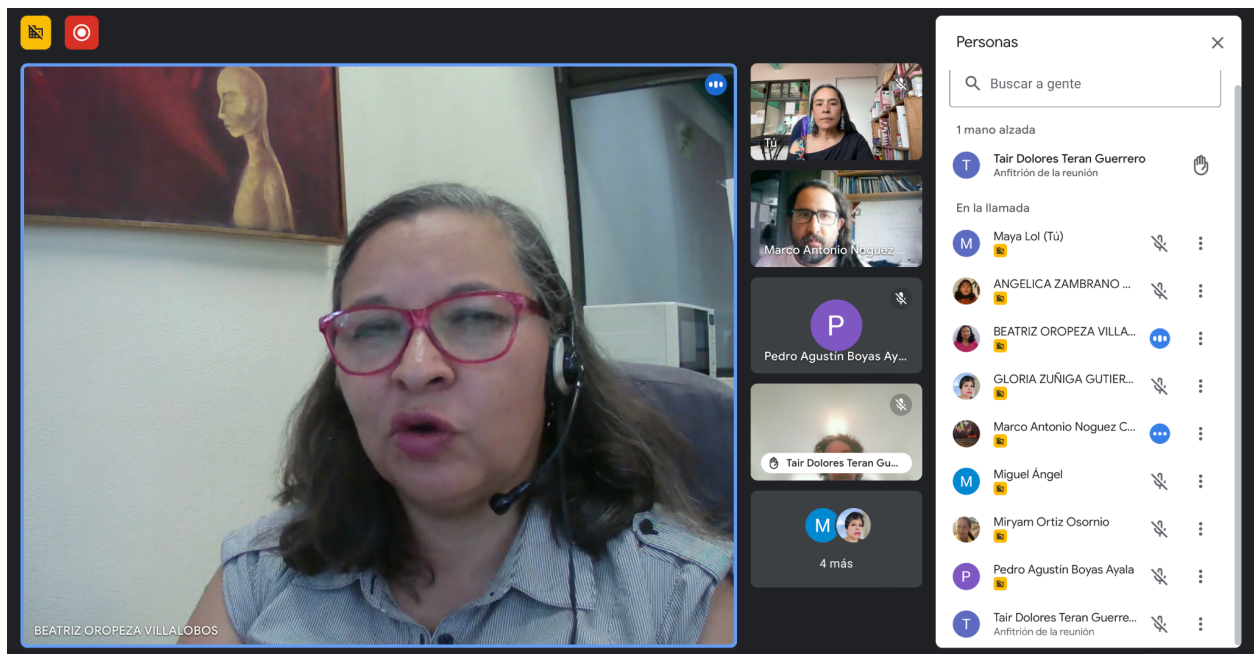 BEATRIZ OROPEZA VILLALOBOS
Tú
Marco Antonio Noguez ...
P
Pedro Agustín Boyas Ay...
Tair Dolores Teran Gu...
M
4 más
Personas
Buscar a gente
1 mano alzada
T
Tair Dolores Teran Guerrero
Anfitrión de la reunión
En la llamada
M
Maya Lol (Tú)
ANGELICA ZAMBRANO ...
BEATRIZ OROPEZA VILLA...
GLORIA ZUÑIGA GUTIER...
Marco Antonio Noguez C...
M
Miguel Ángel
Miryam Ortiz Osornio
P
Pedro Agustin Boyas Ayala
T
Tair Dolores Teran Guerre...
Anfitrión de la reunión